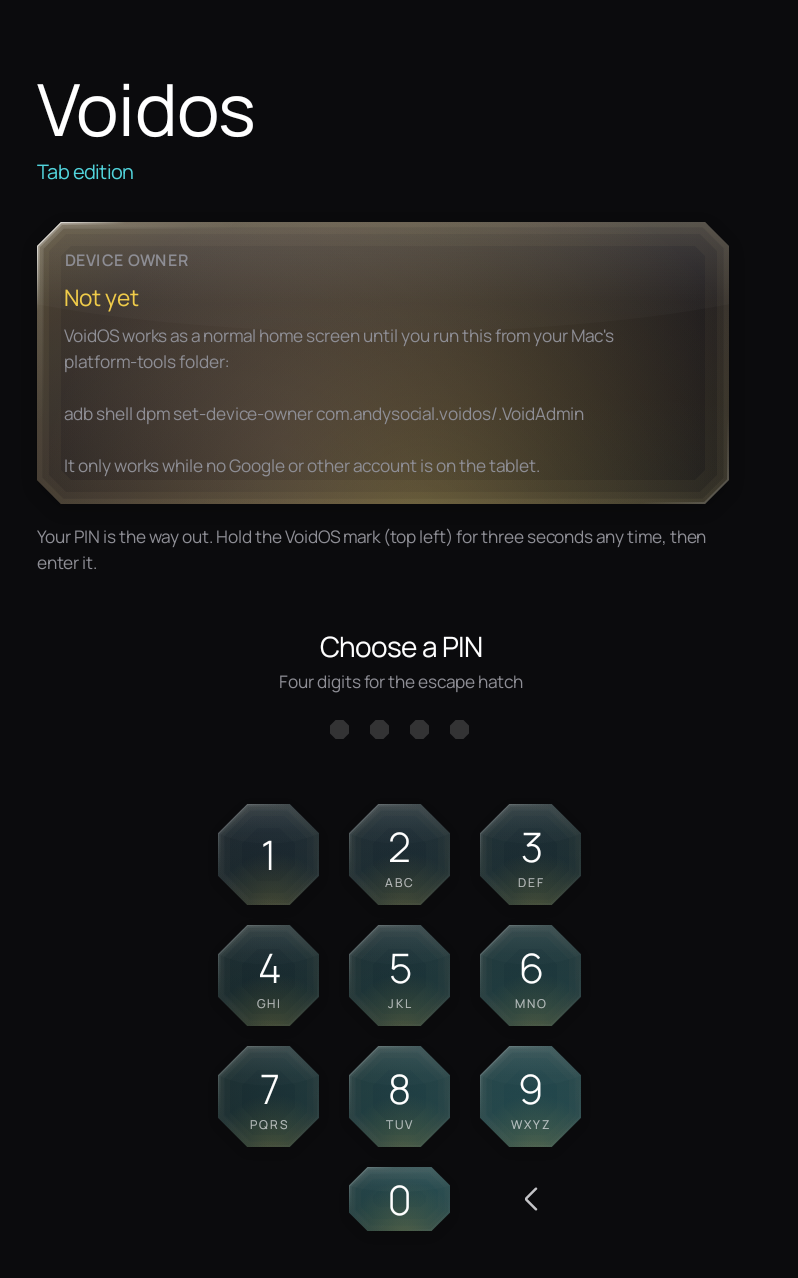 Voidos
Tab edition
DEVICE OWNER
Not yet
VoidOS works as a normal home screen until you run this from your Mac's
platform-tools folder:
adb shell dpm set-device-owner com.andysocial.voidos/.VoidAdmin
It only works while no Google or other account is on the tablet.
Your PIN is the way out. Hold the VoidOS mark (top left) for three seconds any time, then
enter it.
Choose a PIN
Four digits for the escape hatch
1 2 3
ABC DEF
4 5 6
GHI JKL MNO
7 8 9
PQRS TUV WXYZ
0